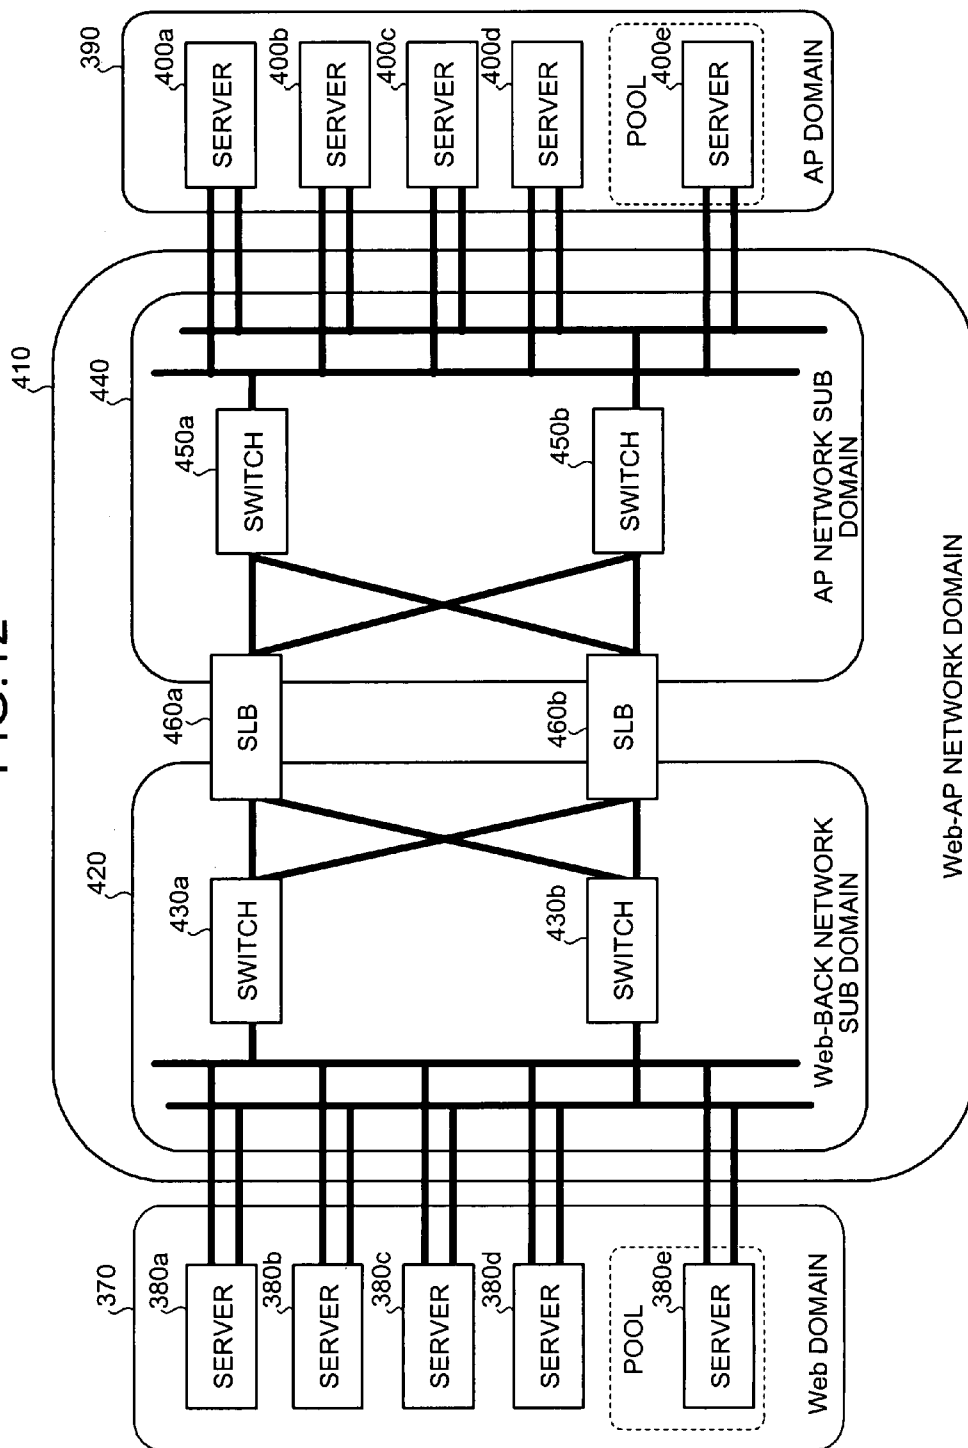 FIG.12
410
370
380a
SERVER
380b
SERVER
380c
SERVER
380d
SERVER
POOL
380e
SERVER
Web DOMAIN
420
430a
SWITCH
430b
SWITCH
Web-BACK NETWORK
SUB DOMAIN
460a
SLB
460b
SLB
440
450a
SWITCH
450b
SWITCH
AP NETWORK SUB
DOMAIN
Web-AP NETWORK DOMAIN
390
400a
SERVER
400b
SERVER
400c
SERVER
400d
SERVER
POOL
400e
SERVER
AP DOMAIN